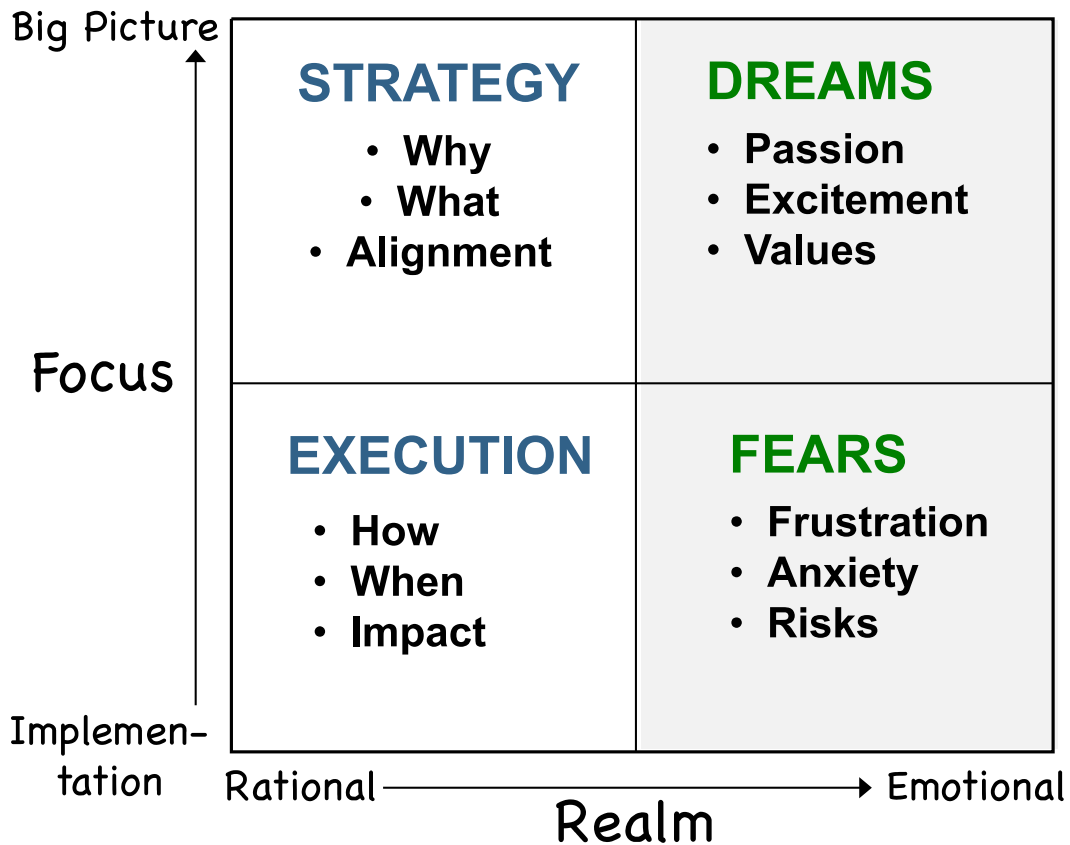 Big Picture
STRATEGY
• Why
• What
• Alignment
DREAMS
• Passion
• Excitement
• Values
Focus
EXECUTION
• How
• When
• Impact
FEARS
• Frustration
• Anxiety
• Risks
Implemen-
tation
Rational
Emotional
Realm